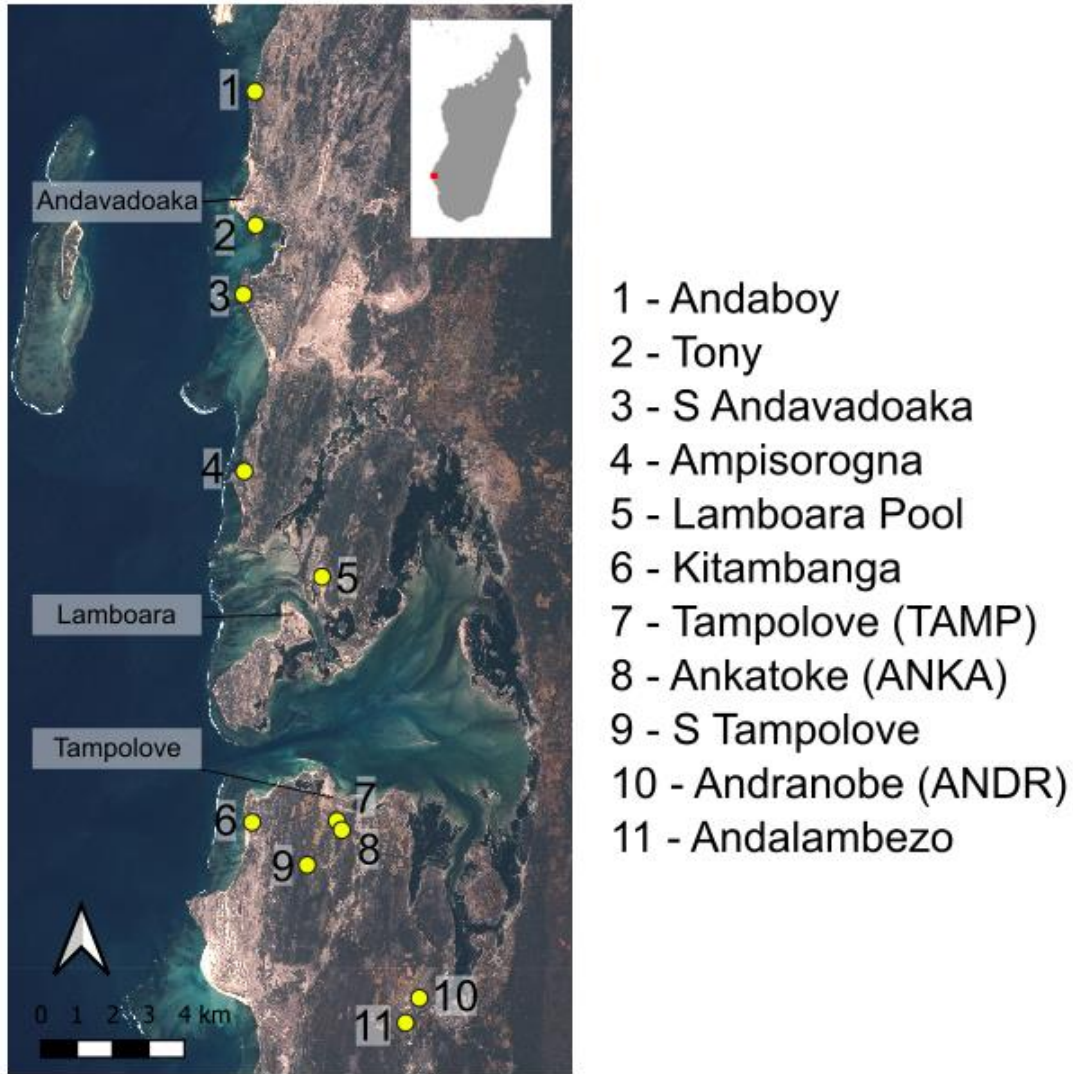 1
Andavadoaka
2
3
4
5
Lamboara
Tampolove
7
6
8
9
10
0 1 2 3 4 km
11
1 - Andaboy
2 - Tony
3 - S Andavadoaka
4 - Ampisorogna
5 - Lamboara Pool
6 - Kitambanga
7 - Tampolove (TAMP)
8 - Ankatoke (ANKA)
9 - S Tampolove
10 - Andranobe (ANDR)
11 - Andalambezo